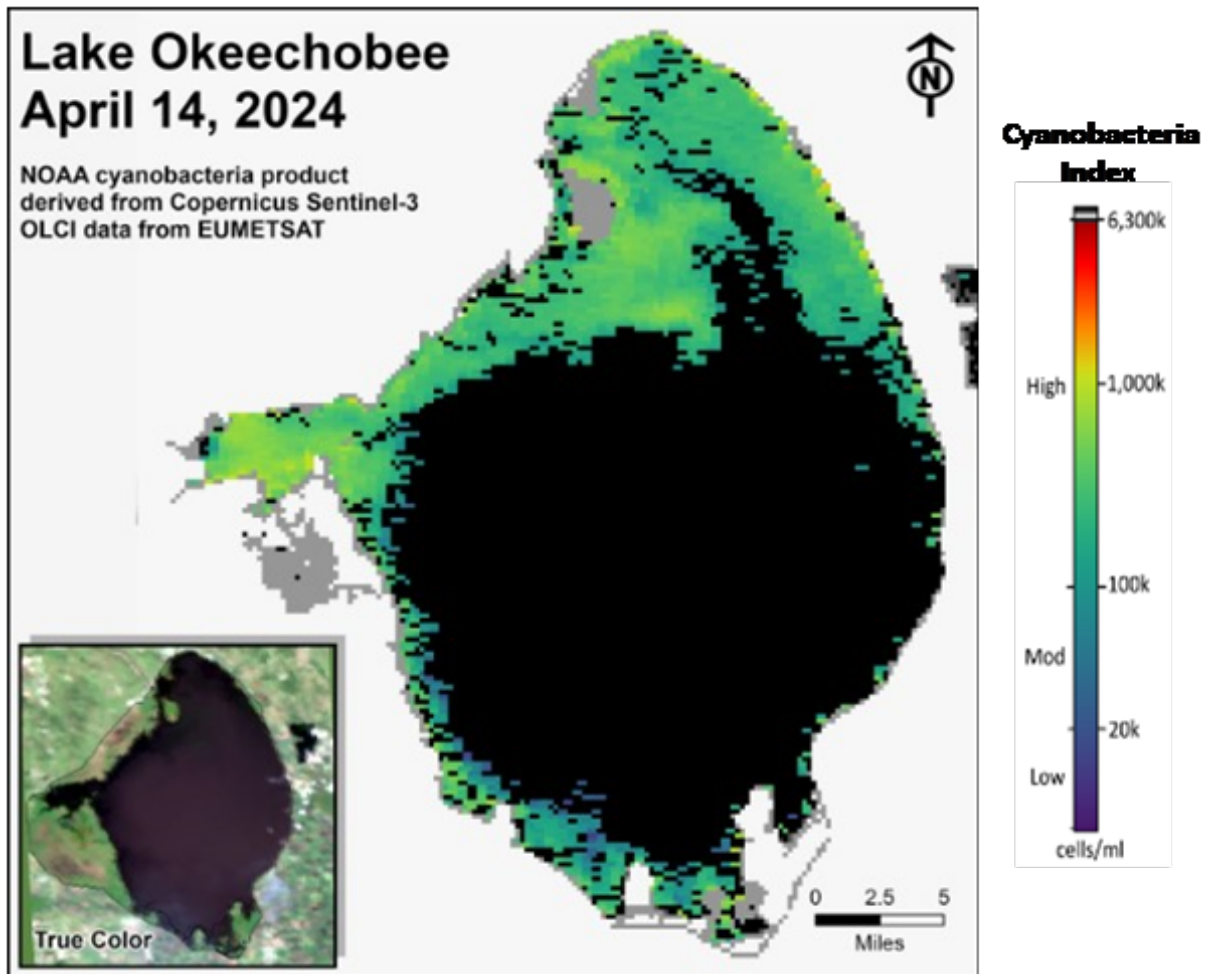 Lake Okeechobee
April 14, 2024
NOAA cyanobacteria product
derived from Copernicus Sentinel-3
OLCI data from EUMETSAT
N
Cyanobacteria
Index
6,300k
High
1,000k
100k
Mod
20k
Low
cells/ml
0 2.5 5
Miles
True Color